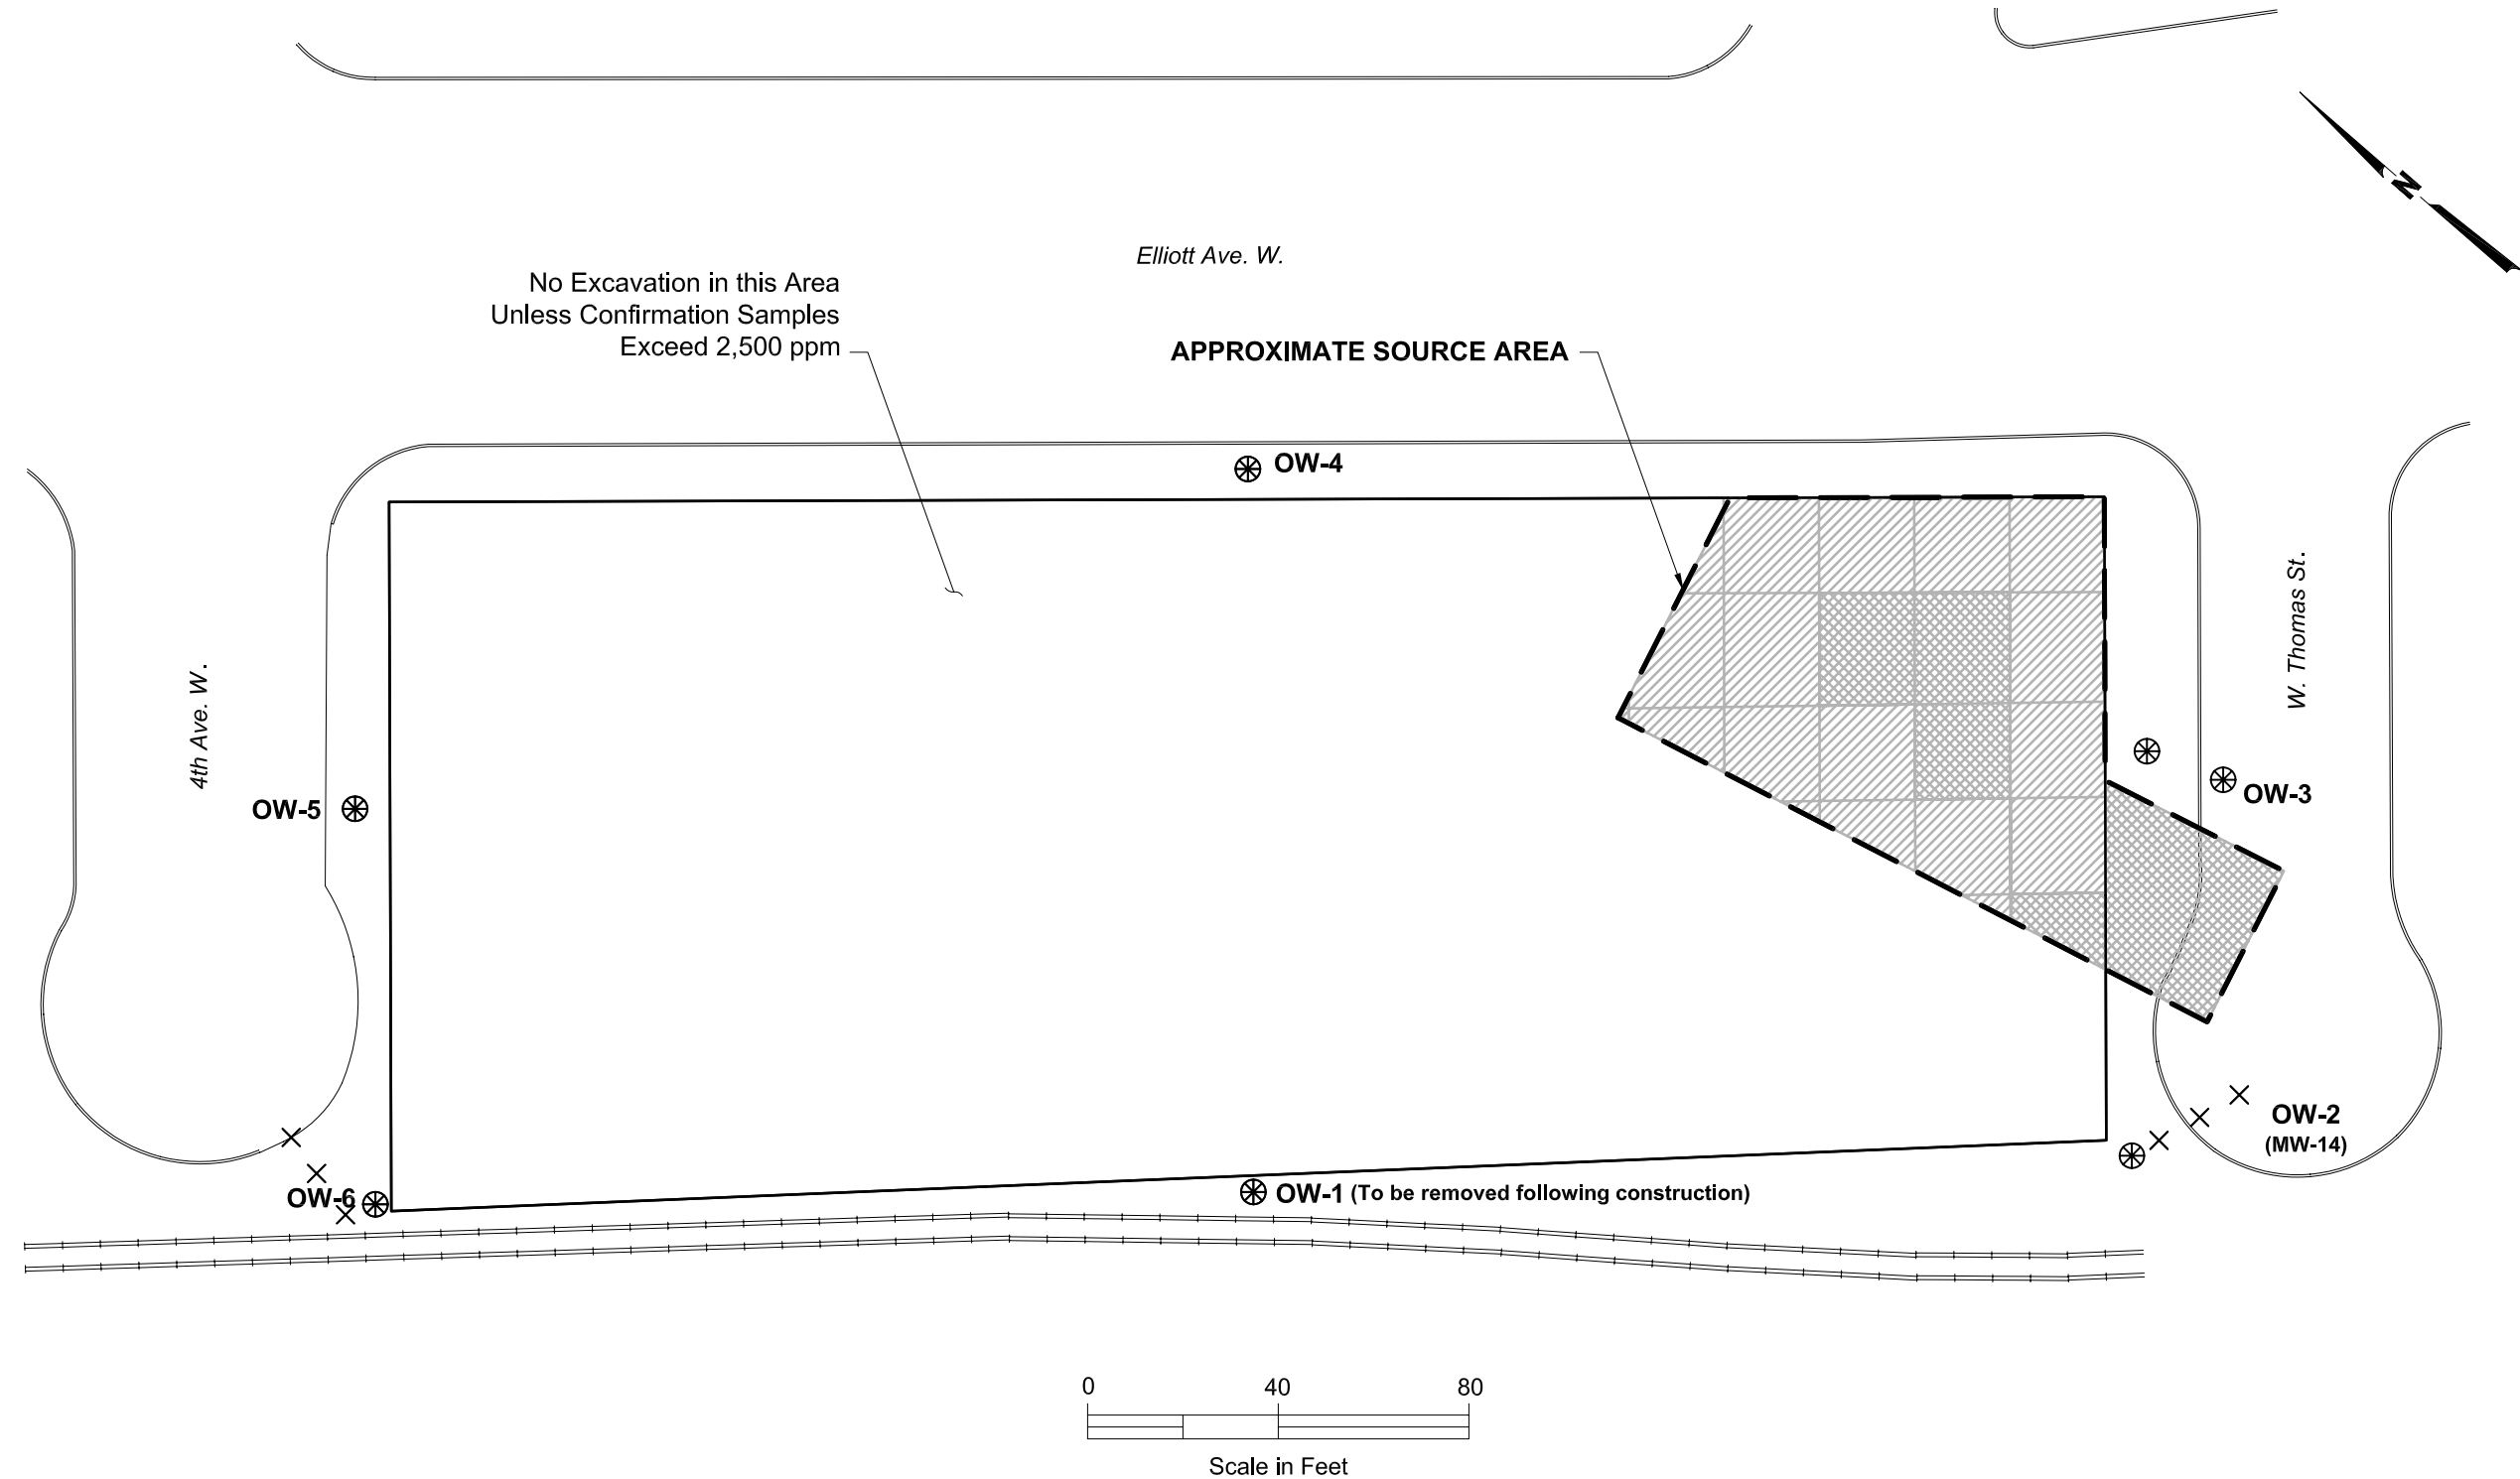 N
Elliott Ave. W.
No Excavation in this Area
Unless Confirmation Samples
Exceed 2,500 ppm
APPROXIMATE SOURCE AREA
OW-4
W. Thomas St.
4th Ave. W.
OW-5
OW-3
OW-2
(MW-14)
OW-6
OW-1 (To be removed following construction)
0 40 80
Scale in Feet